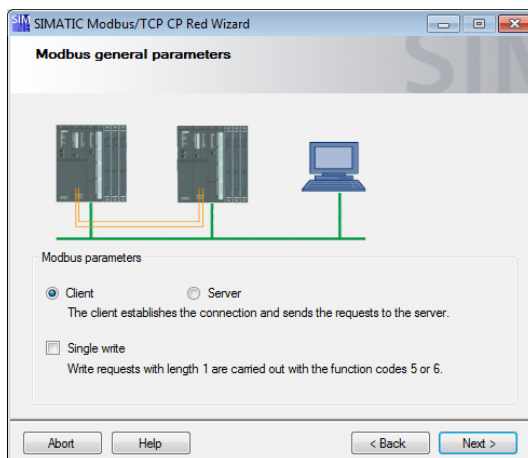 SIM SIMATIC Modbus/TCP CP Red Wizard
Modbus general parameters
SIM
Modbus parameters
Client Server
The client establishes the connection and sends the requests to the server.
Single write
Write requests with length 1 are carried out with the function codes 5 or 6.
Abort Help < Back Next >